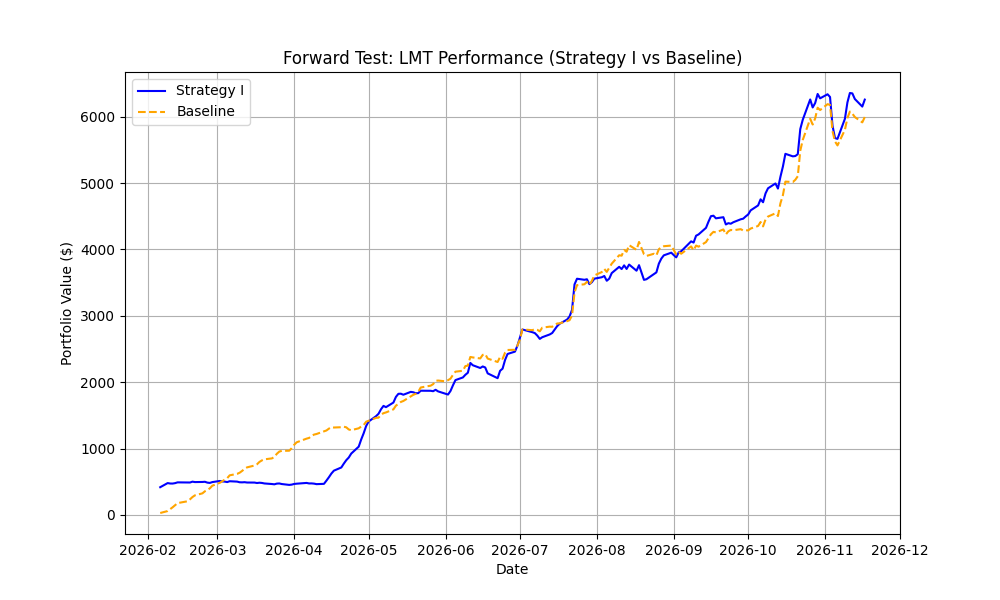 Forward Test: LMT Performance (Strategy I vs Baseline)
Strategy I
Baseline
Portfolio Value ($)
6000
5000
4000
3000
2000
1000
0
2026-02 2026-03 2026-04 2026-05 2026-06 2026-07 2026-08 2026-09 2026-10 2026-11 2026-12
Date